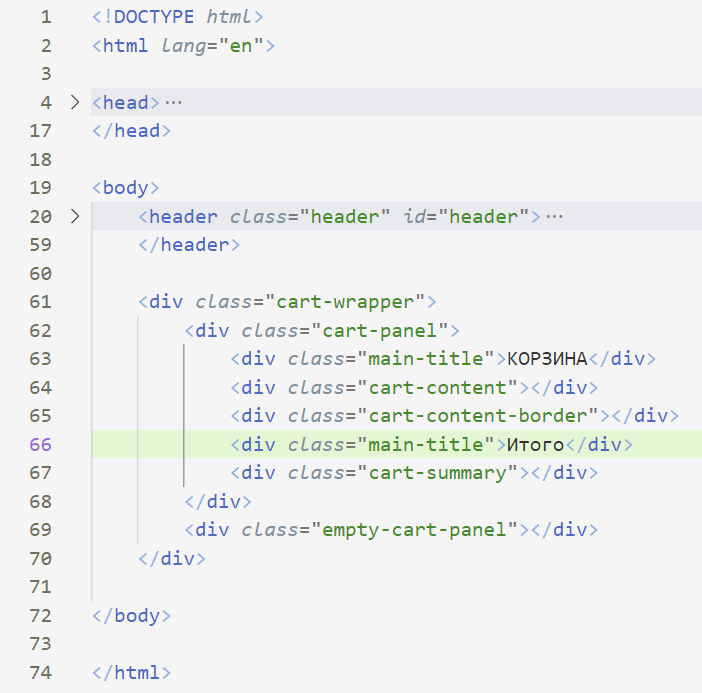 1 <!DOCTYPE html>
2 <html lang="en">
3
4 > <head>···
17 </head>
18
19 <body>
20 > <header class="header" id="header">···
59 </header>
60
61 <div class="cart-wrapper">
62 <div class="cart-panel">
63 <div class="main-title">КОРЗИНА</div>
64 <div class="cart-content"></div>
65 <div class="cart-content-border"></div>
66 <div class="main-title">Итого</div>
67 <div class="cart-summary"></div>
68 </div>
69 <div class="empty-cart-panel"></div>
70 </div>
71
72 </body>
73
74 </html>